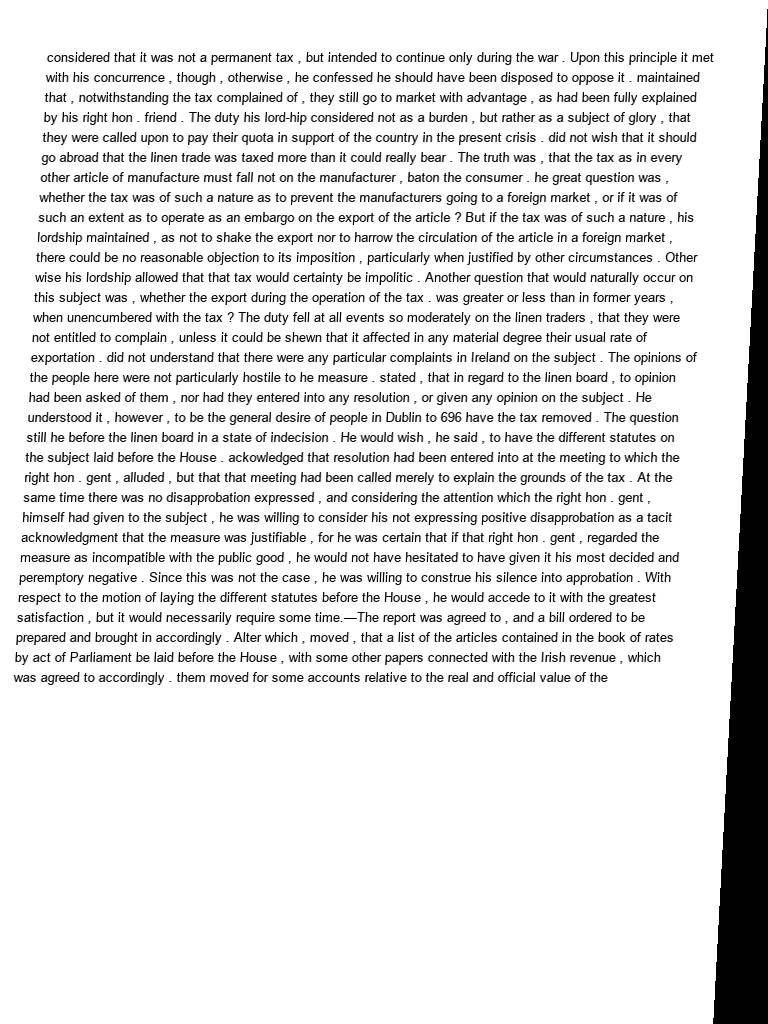 considered that it was not a permanent tax , but intended to continue only during the war . Upon this principle it met
with his concurrence , though , otherwise , he confessed he should have been disposed to oppose it . maintained
that , notwithstanding the tax complained of , they still go to market with advantage , as had been fully explained
by his right hon . friend . The duty his lord-hip considered not as a burden , but rather as a subject of glory , that
they were called upon to pay their quota in support of the country in the present crisis . did not wish that it should
go abroad that the linen trade was taxed more than it could really bear . The truth was , that the tax as in every
other article of manufacture must fall not on the manufacturer , baton the consumer . he great question was ,
whether the tax was of such a nature as to prevent the manufacturers going to a foreign market , or if it was of
such an extent as to operate as an embargo on the export of the article ? But if the tax was of such a nature , his
lordship maintained , as not to shake the export nor to harrow the circulation of the article in a foreign market ,
there could be no reasonable objection to its imposition , particularly when justified by other circumstances . Other
wise his lordship allowed that that tax would certainty be impolitic . Another question that would naturally occur on
this subject was , whether the export during the operation of the tax . was greater or less than in former years ,
when unencumbered with the tax ? The duty fell at all events so moderately on the linen traders , that they were
not entitled to complain , unless it could be shewn that it affected in any material degree their usual rate of
exportation . did not understand that there were any particular complaints in Ireland on the subject . The opinions of
the people here were not particularly hostile to he measure . stated , that in regard to the linen board , to opinion
had been asked of them , nor had they entered into any resolution , or given any opinion on the subject . He
understood it , however , to be the general desire of people in Dublin to 696 have the tax removed . The question
still he before the linen board in a state of indecision . He would wish , he said , to have the different statutes on
the subject laid before the House . ackowledged that resolution had been entered into at the meeting to which the
right hon . gent , alluded , but that that meeting had been called merely to explain the grounds of the tax . At the
same time there was no disapprobation expressed , and considering the attention which the right hon . gent ,
himself had given to the subject , he was willing to consider his not expressing positive disapprobation as a tacit
acknowledgment that the measure was justifiable , for he was certain that if that right hon . gent , regarded the
measure as incompatible with the public good , he would not have hesitated to have given it his most decided and
peremptory negative . Since this was not the case , he was willing to construe his silence into approbation . With
respect to the motion of laying the different statutes before the House , he would accede to it with the greatest
satisfaction , but it would necessarily require some time.—The report was agreed to , and a bill ordered to be
prepared and brought in accordingly . Alter which , moved , that a list of the articles contained in the book of rates
by act of Parliament be laid before the House , with some other papers connected with the Irish revenue , which
was agreed to accordingly . them moved for some accounts relative to the real and official value of the